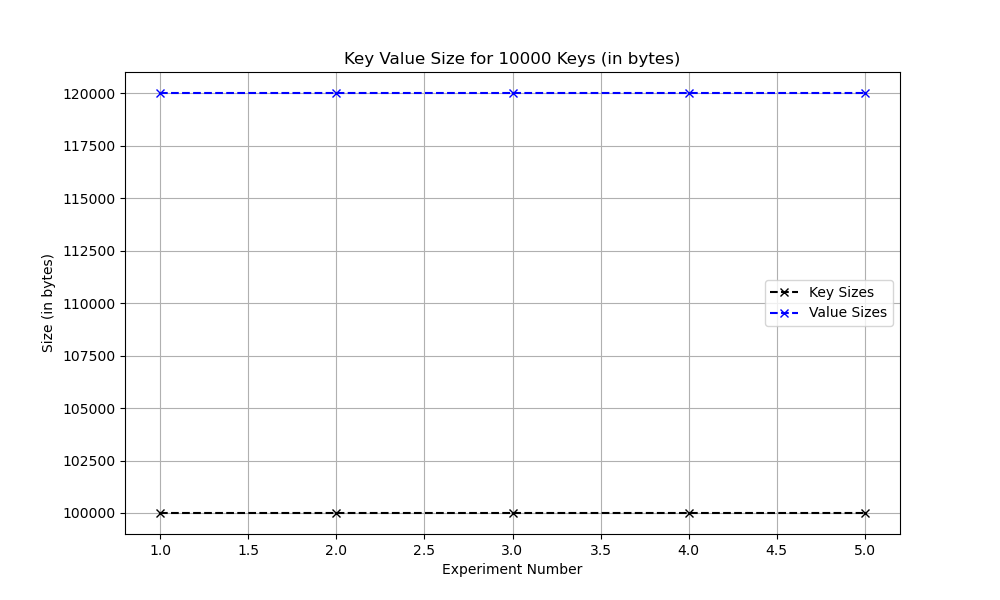 Key Value Size for 10000 Keys (in bytes)
120000
117500
115000
112500
110000
107500
105000
102500
100000
Size (in bytes)
Key Sizes
Value Sizes
1.0 1.5 2.0 2.5 3.0 3.5 4.0 4.5 5.0
Experiment Number